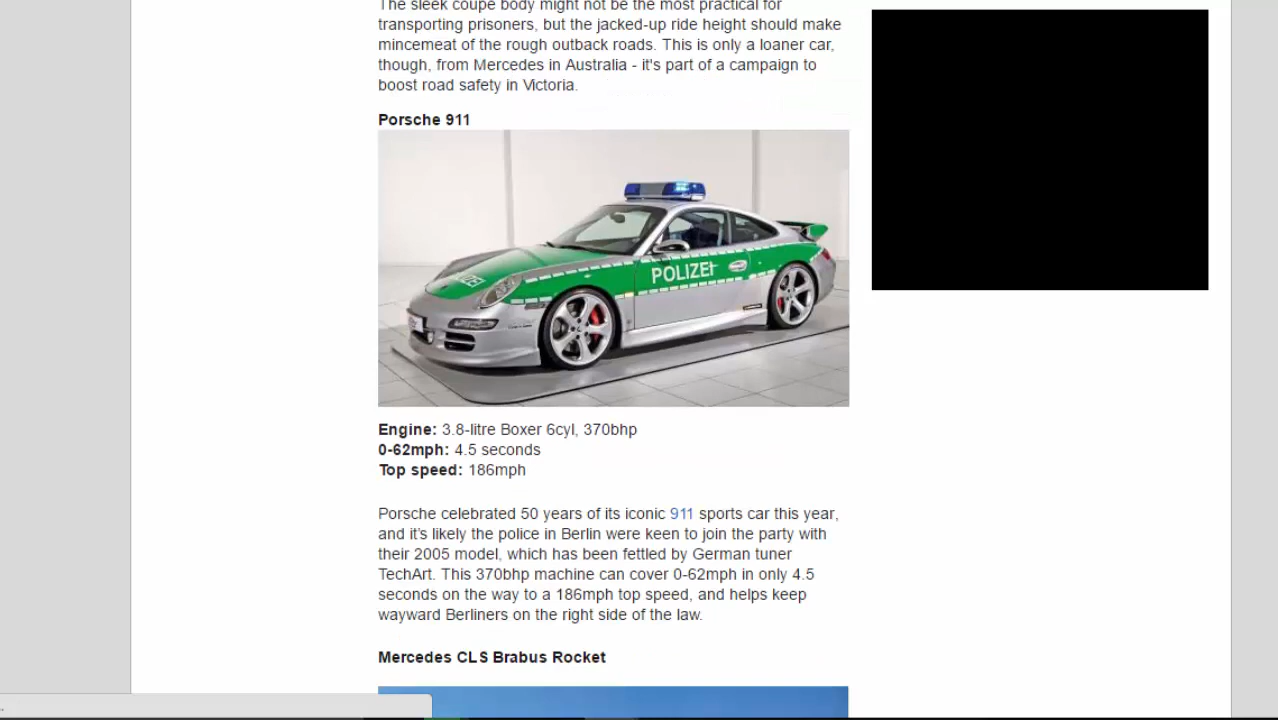 The sleek coupe body might not be the most practical for
transporting prisoners, but the jacked-up ride height should make
mincemeat of the rough outback roads. This is only a loaner car,
though, from Mercedes in Australia - it's part of a campaign to
boost road safety in Victoria.
Porsche 911
POLIZEI
Engine: 3.8-litre Boxer 6cyl, 370bhp
0-62mph: 4.5 seconds
Top speed: 186mph
Porsche celebrated 50 years of its iconic 911 sports car this year,
and it's likely the police in Berlin were keen to join the party with
their 2005 model, which has been fettled by German tuner
TechArt. This 370bhp machine can cover 0-62mph in only 4.5
seconds on the way to a 186mph top speed, and helps keep
wayward Berliners on the right side of the law.
Mercedes CLS Brabus Rocket